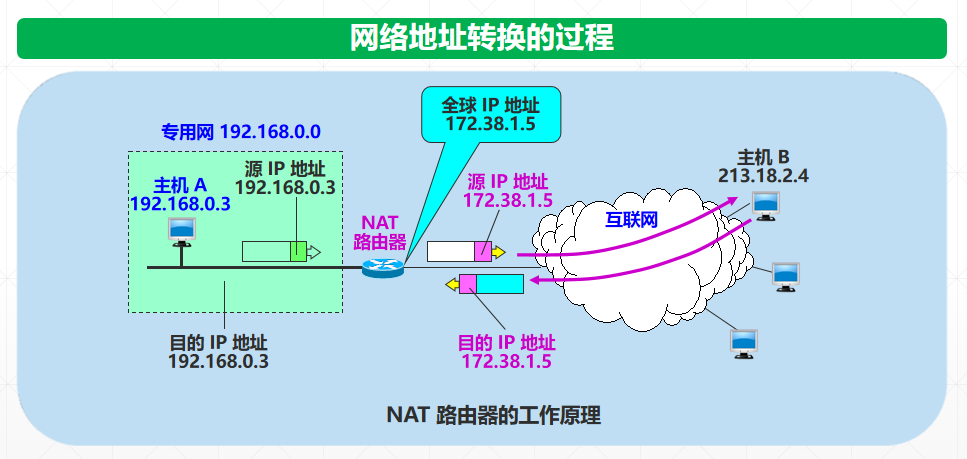 网络地址转换的过程
全球 IP 地址
172.38.1.5
专用网 192.168.0.0
主机 A
192.168.0.3
源 IP 地址
192.168.0.3
NAT
路由器
源 IP 地址
172.38.1.5
互联网
主机 B
213.18.2.4
目的 IP 地址
192.168.0.3
目的 IP 地址
172.38.1.5
NAT 路由器的工作原理